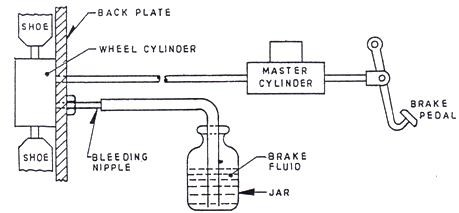 SHOE
BACK PLATE
WHEEL CYLINDER
MASTER
CYLINDER
BRAKE
PEDAL
SHOE
BLEEDING
NIPPLE
BRAKE
FLUID
JAR